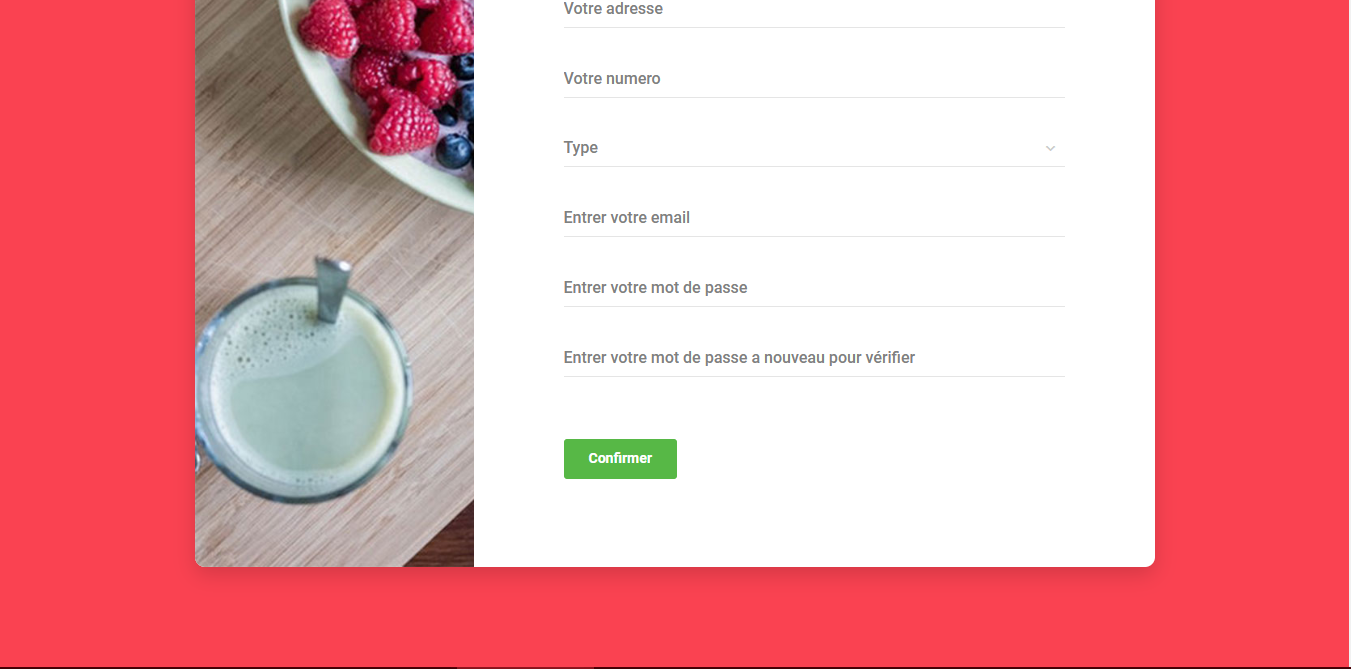 Votre adresse
Votre numero
Type
Entrer votre email
Entrer votre mot de passe
Entrer votre mot de passe a nouveau pour vérifier
Confirmer